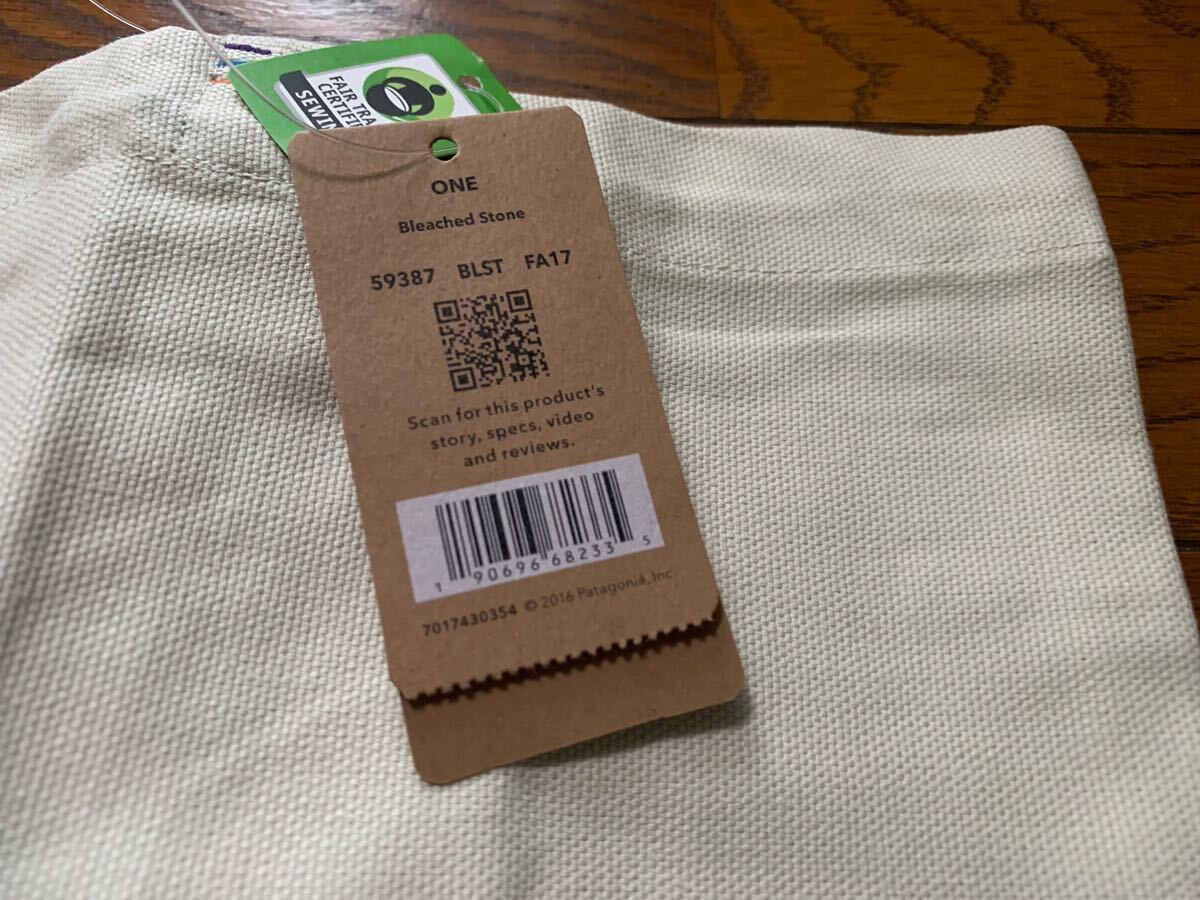 FAIR TRA
CERTIFI
SEWIN
ONE
Bleached Stone
59387 BLST FA17
Scan for this product's
story, specs, video
and reviews.
1 90696 68233 5
7017430354 © 2016 Patagonia, Inc